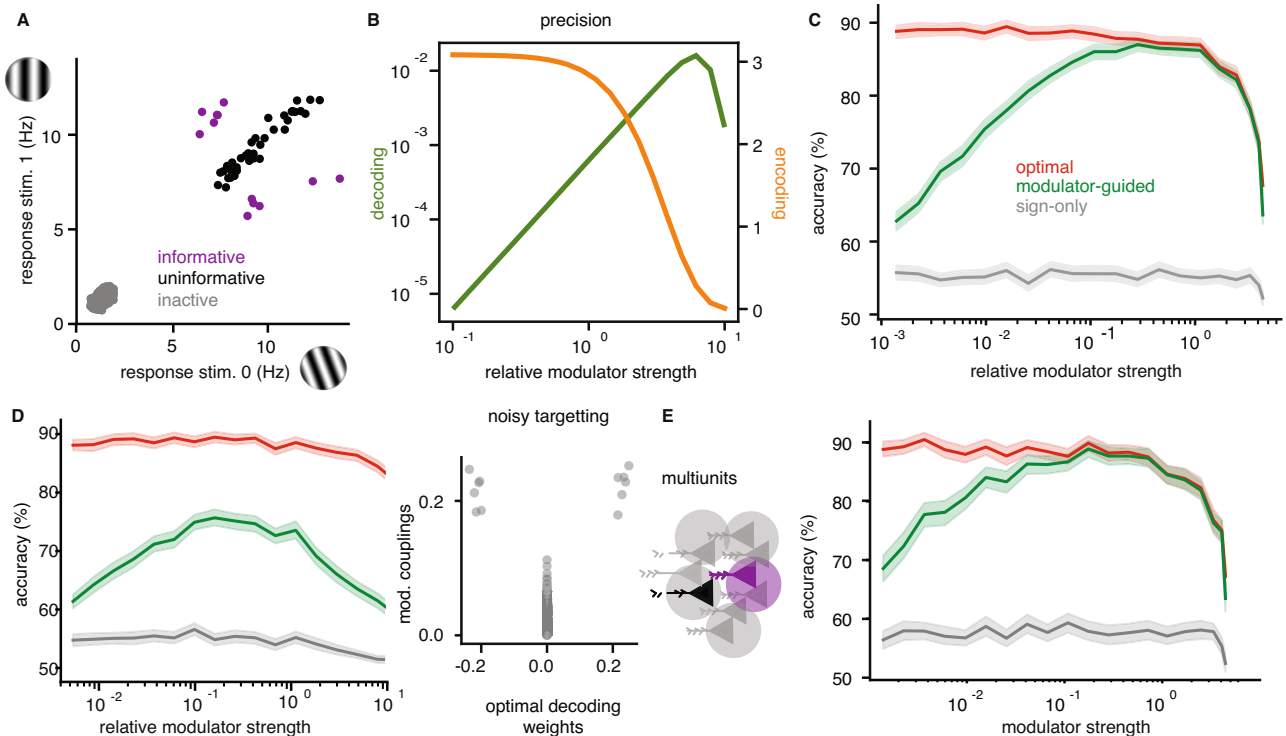 A
response stim. 1 (Hz)
10
5
0
0
5
10
informative
uninformative
inactive
response stim. 0 (Hz)
B
precision
decoding
10^-2
10^-3
10^-4
10^-5
encoding
3
2
1
0
10^-1
10^0
10^1
relative modulator strength
C
accuracy (%)
90
80
70
60
50
optimal
modulator-guided
sign-only
10^-3
10^-2
10^-1
10^0
relative modulator strength
D
accuracy (%)
90
80
70
60
50
10^-2
10^-1
10^0
10^1
relative modulator strength
noisy targetting
mod. couplings
0.2
0.0
-0.2
0.0
0.2
optimal decoding
weights
E
multiunits
accuracy (%)
90
80
70
60
50
10^-2
10^-1
10^0
modulator strength